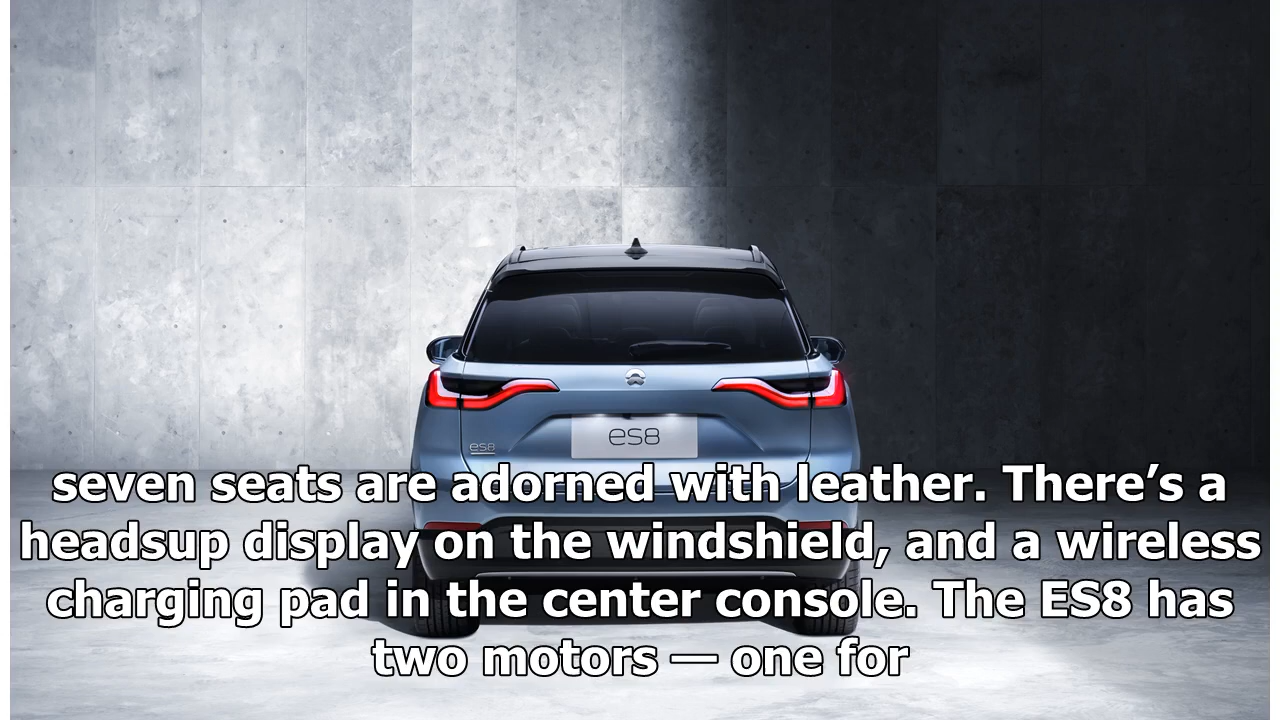 es8
es8
seven seats are adorned with leather. There’s a
headsup display on the windshield, and a wireless
charging pad in the center console. The ES8 has
two motors — one for